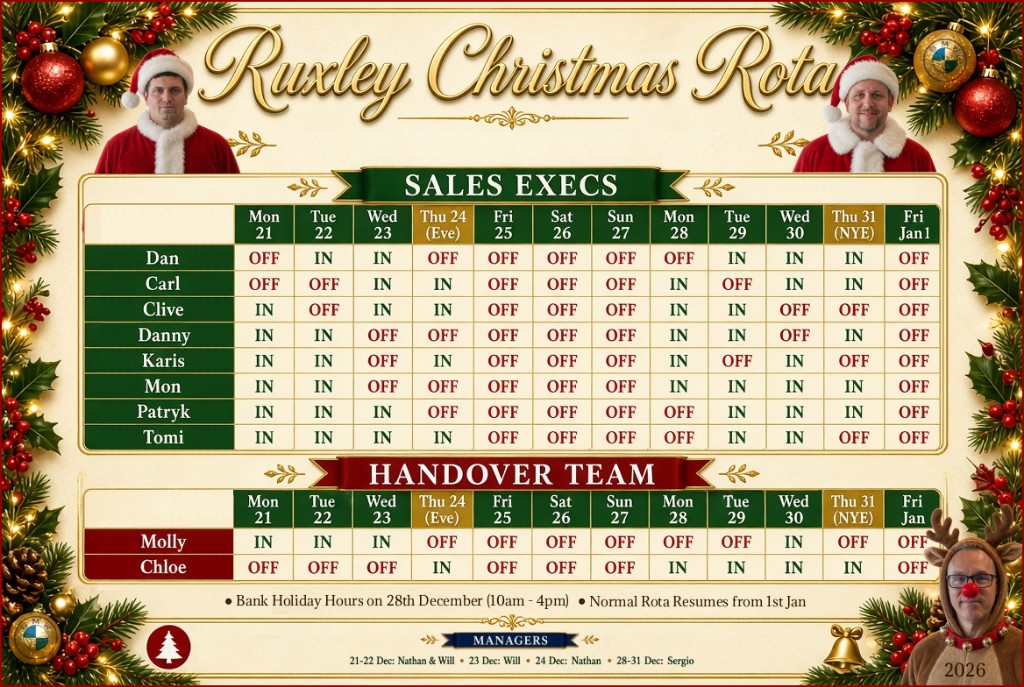 Ruxley Christmas Rota
SALES EXECS
Mon 21 Tue 22 Wed 23 Thu 24 (Eve) Fri 25 Sat 26 Sun 27 Mon 28 Tue 29 Wed 30 Thu 31 (NYE) Fri Jan 1
Dan OFF IN IN OFF OFF OFF OFF OFF IN IN IN OFF
Carl OFF OFF IN IN OFF OFF OFF IN OFF IN IN OFF
Clive IN OFF IN IN OFF OFF OFF IN IN OFF OFF OFF
Danny IN IN OFF OFF OFF OFF OFF IN IN OFF IN OFF
Karis IN IN OFF IN OFF OFF OFF IN OFF IN OFF OFF
Mon IN IN OFF OFF OFF OFF OFF IN IN IN IN OFF
Patryk IN IN IN OFF OFF OFF OFF OFF IN IN IN OFF
Tomi IN IN IN IN OFF OFF OFF OFF IN IN OFF OFF
HANDOVER TEAM
Mon 21 Tue 22 Wed 23 Thu 24 (Eve) Fri 25 Sat 26 Sun 27 Mon 28 Tue 29 Wed 30 Thu 31 (NYE) Fri Jan
Molly IN IN IN OFF OFF OFF OFF OFF OFF IN OFF OFF
Chloe OFF OFF OFF IN OFF OFF OFF IN IN IN IN OFF
• Bank Holiday Hours on 28th December (10am - 4pm) • Normal Rota Resumes from 1st Jan
MANAGERS
21-22 Dec: Nathan & Will • 23 Dec: Will • 24 Dec: Nathan • 28-31 Dec: Sergio
2026
BMW